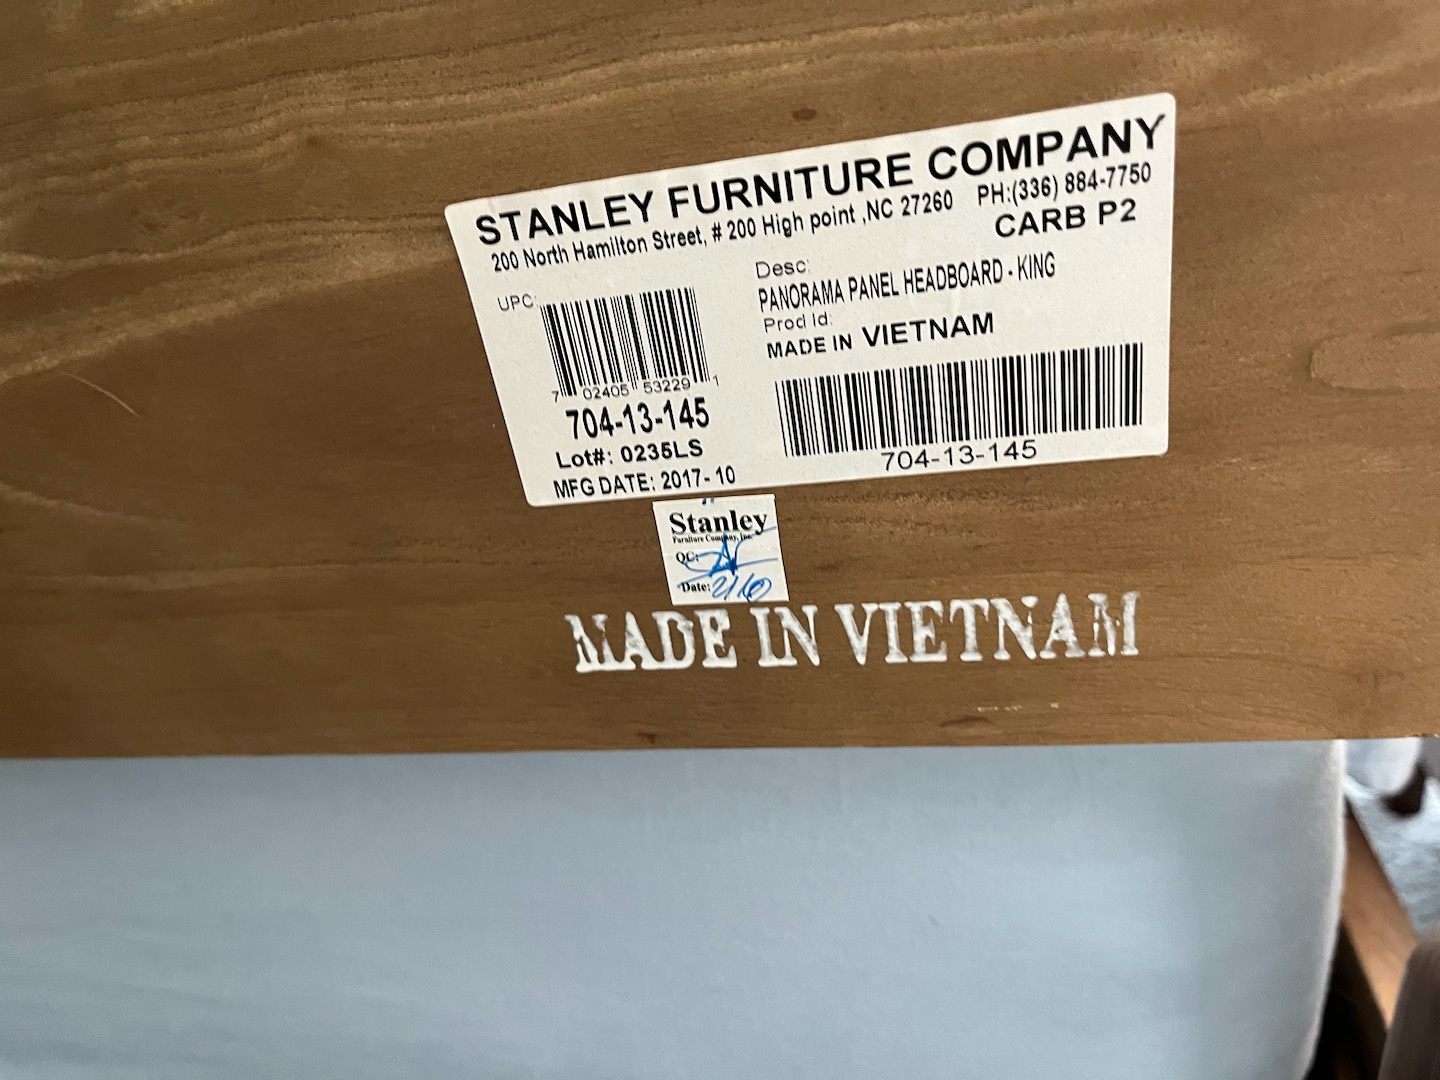 STANLEY FURNITURE COMPANY
200 North Hamilton Street, # 200 High point ,NC 27260 PH:(336) 884-7750
CARB P2
UPC:
7 02405 53229 1
704-13-145
Lot#: 0235LS
MFG DATE: 2017- 10
Desc:
PANORAMA PANEL HEADBOARD - KING
Prod Id:
MADE IN VIETNAM
704-13-145
Stanley
Furniture Company, Inc.
QC:
Date:
MADE IN VIETNAM